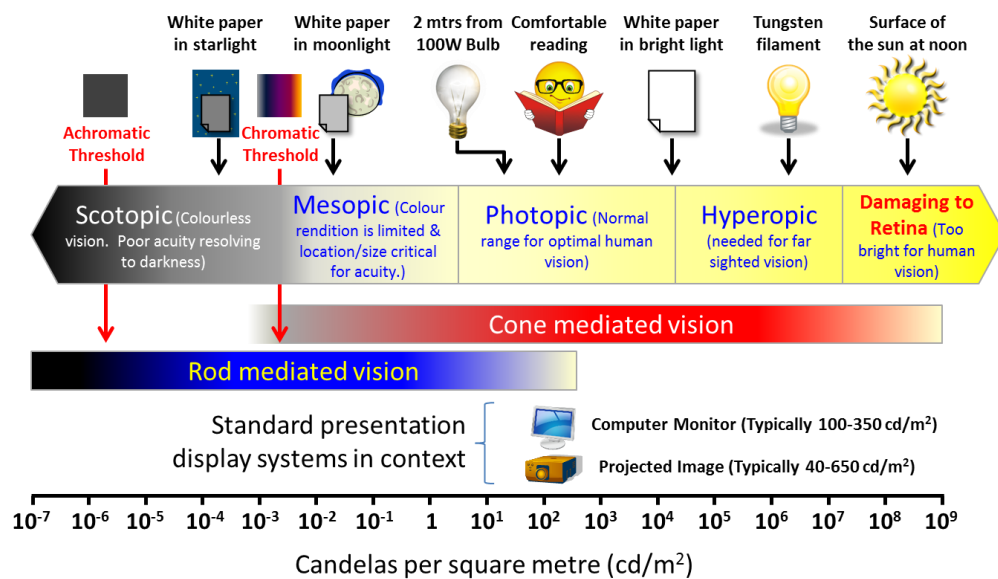 White paper
in starlight
White paper
in moonlight
2 mtrs from
100W Bulb
Comfortable
reading
White paper
in bright light
Tungsten
filament
Surface of
the sun at noon
Achromatic
Threshold
Chromatic
Threshold
Scotopic (Colourless
vision. Poor acuity resolving
to darkness)
Mesopic (Colour
rendition is limited &
location/size critical
for acuity.)
Photopic (Normal
range for optimal human
vision)
Hyperopic
(needed for far
sighted vision)
Damaging to
Retina (Too
bright for human
vision)
Cone mediated vision
Rod mediated vision
Standard presentation
display systems in context
Computer Monitor (Typically 100-350 cd/m²)
Projected Image (Typically 40-650 cd/m²)
10⁻⁷ 10⁻⁶ 10⁻⁵ 10⁻⁴ 10⁻³ 10⁻² 10⁻¹ 1 10¹ 10² 10³ 10⁴ 10⁵ 10⁶ 10⁷ 10⁸ 10⁹
Candelas per square metre (cd/m²)